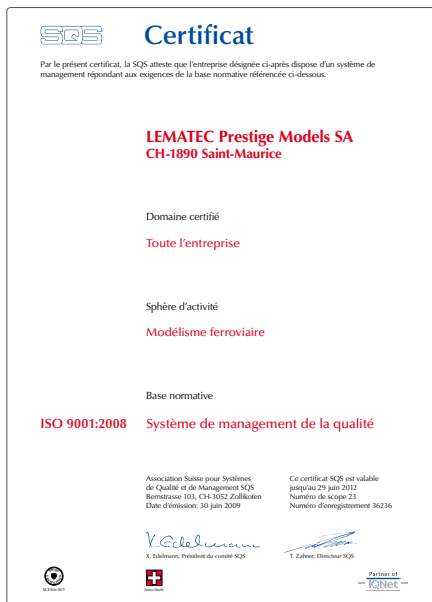 SQS
Certificat
Par le présent certificat, la SQS atteste que l'entreprise désignée ci-après dispose d'un système de
management répondant aux exigences de la base normative référencée ci-dessous.
LEMATEC Prestige Models SA
CH-1890 Saint-Maurice
Domaine certifié
Toute l'entreprise
Sphère d'activité
Modélisme ferroviaire
Base normative
ISO 9001:2008 Système de management de la qualité
Association Suisse pour Systèmes
de Qualité et de Management SQS
Bernstrasse 103, CH-3052 Zollikofen
Date d'émission: 30 juin 2009
Ce certificat SQS est valable
jusqu'au 29 juin 2012
Numéro de scope 23
Numéro d'enregistrement 36236
X. Edelmann
X. Edelmann, Président du comité SQS
T. Zahner, Directeur SQS
Swiss Made
Partner of
IQNet